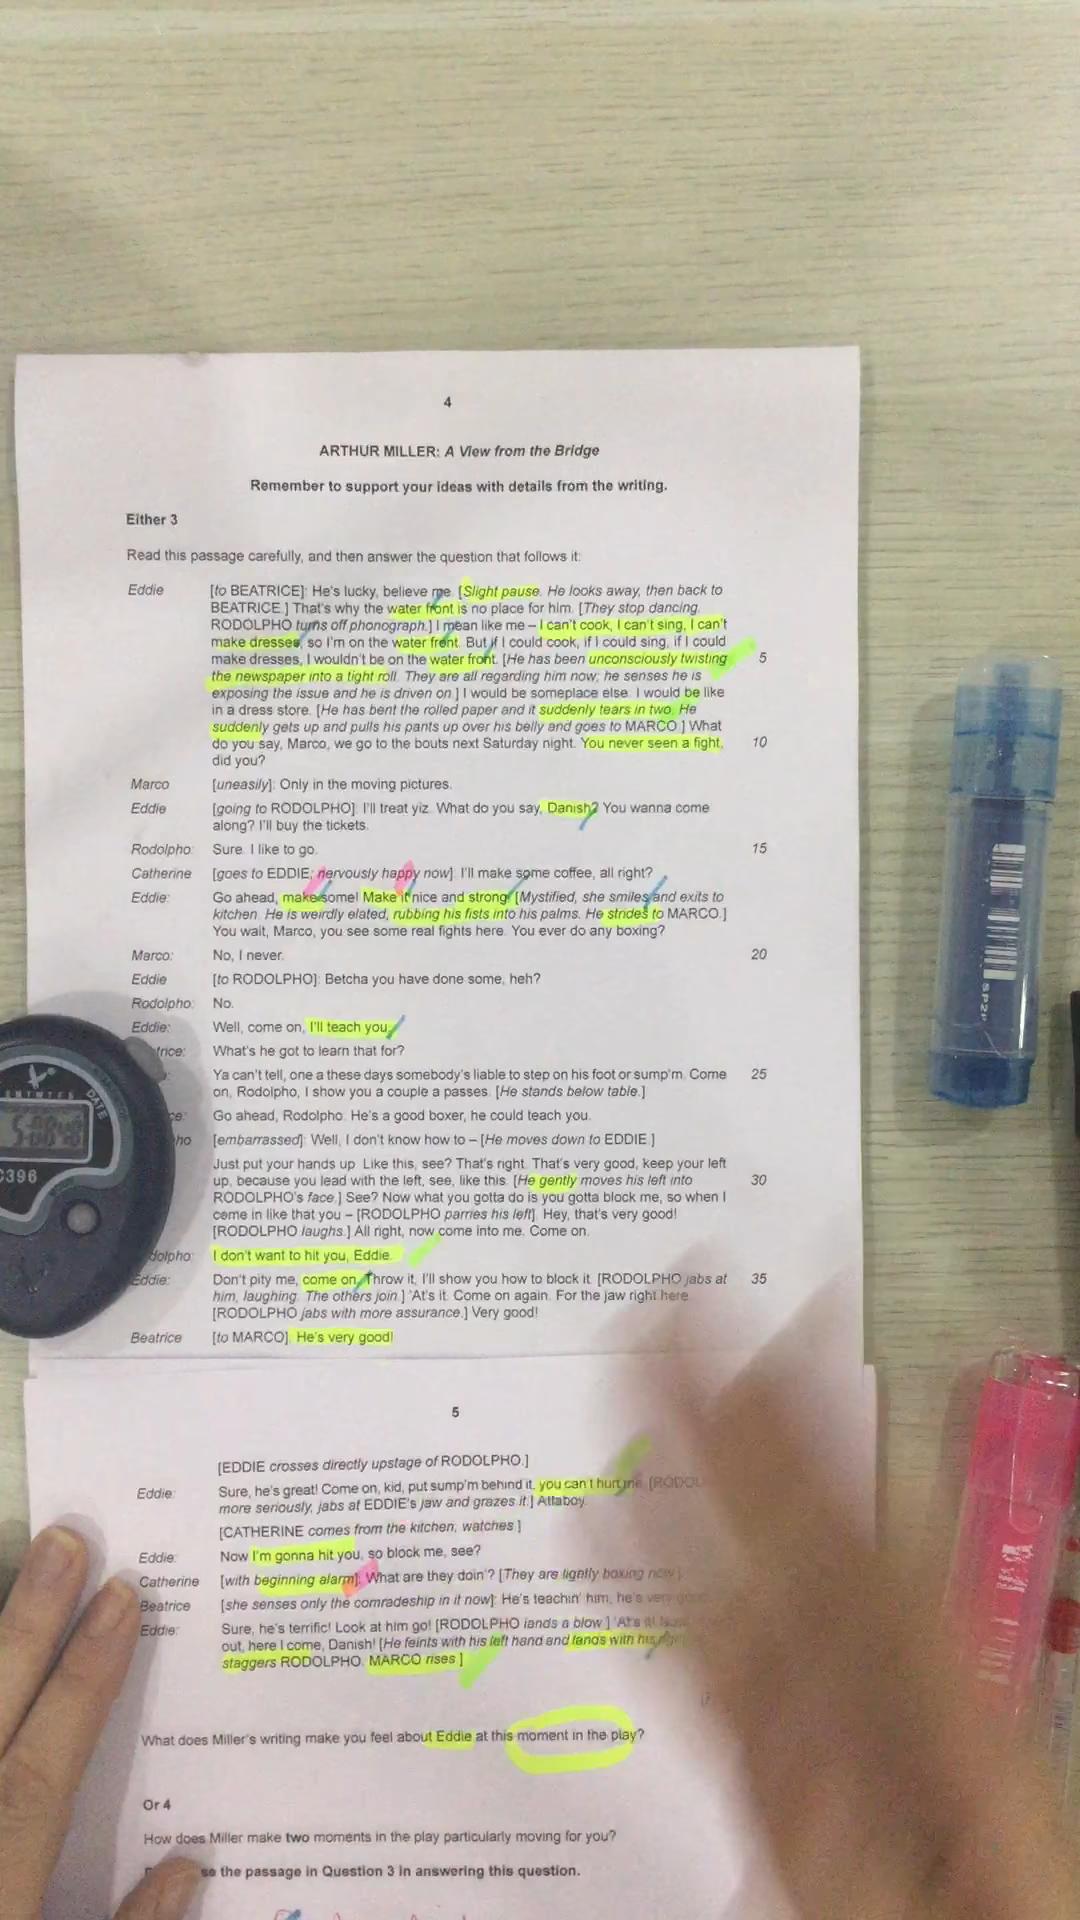 4
ARTHUR MILLER: A View from the Bridge
Remember to support your ideas with details from the writing.
Either 3
Read this passage carefully, and then answer the question that follows it:
Eddie [to BEATRICE]: He's lucky, believe me. [Slight pause. He looks away, then back to
BEATRICE.] That's why the water front is no place for him. [They stop dancing.
RODOLPHO turns off phonograph.] I mean like me – I can't cook, I can't sing, I can't
make dresses, so I'm on the water front. But if I could cook, if I could sing, if I could
make dresses, I wouldn't be on the water front. [He has been unconsciously twisting 5
the newspaper into a tight roll. They are all regarding him now; he senses he is
exposing the issue and he is driven on.] I would be someplace else. I would be like
in a dress store. [He has bent the rolled paper and it suddenly tears in two. He
suddenly gets up and pulls his pants up over his belly and goes to MARCO.] What
do you say, Marco, we go to the bouts next Saturday night. You never seen a fight, 10
did you?
Marco [uneasily]: Only in the moving pictures.
Eddie [going to RODOLPHO]: I'll treat yiz. What do you say, Danish? You wanna come
along? I'll buy the tickets.
Rodolpho: Sure. I like to go. 15
Catherine [goes to EDDIE; nervously happy now]: I'll make some coffee, all right?
Eddie: Go ahead, make some! Make it nice and strong. [Mystified, she smiles and exits to
kitchen. He is weirdly elated, rubbing his fists into his palms. He strides to MARCO.]
You wait, Marco, you see some real fights here. You ever do any boxing?
Marco: No, I never. 20
Eddie [to RODOLPHO]: Betcha you have done some, heh?
Rodolpho: No.
Eddie: Well, come on, I'll teach you.
trice: What's he got to learn that for?
Ya can't tell, one a these days somebody's liable to step on his foot or sump'm. Come 25
on, Rodolpho, I show you a couple a passes. [He stands below table.]
ce: Go ahead, Rodolpho. He's a good boxer, he could teach you.
ho [embarrassed]: Well, I don't know how to – [He moves down to EDDIE.]
Just put your hands up. Like this, see? That's right. That's very good, keep your left
up, because you lead with the left, see, like this. [He gently moves his left into 30
RODOLPHO's face.] See? Now what you gotta do is you gotta block me, so when I
come in like that you – [RODOLPHO parries his left]. Hey, that's very good!
[RODOLPHO laughs.] All right, now come into me. Come on.
dolpho: I don't want to hit you, Eddie.
Eddie: Don't pity me, come on. Throw it, I'll show you how to block it. [RODOLPHO jabs at 35
him, laughing. The others join.] 'At's it. Come on again. For the jaw right here.
[RODOLPHO jabs with more assurance.] Very good!
Beatrice [to MARCO]: He's very good!
5
[EDDIE crosses directly upstage of RODOLPHO.]
Eddie: Sure, he's great! Come on, kid, put sump'm behind it, you can't hurt me. [RODOL
more seriously, jabs at EDDIE's jaw and grazes it.] Attaboy.
[CATHERINE comes from the kitchen, watches.]
Eddie: Now I'm gonna hit you, so block me, see?
Catherine [with beginning alarm]: What are they doin'? [They are lightly boxing now.]
Beatrice [she senses only the comradeship in it now]: He's teachin' him, he's very good
Eddie: Sure, he's terrific! Look at him go! [RODOLPHO lands a blow.] 'At's it! Now
out, here I come, Danish! [He feints with his left hand and lands with his
staggers RODOLPHO. MARCO rises.]
What does Miller's writing make you feel about Eddie at this moment in the play?
Or 4
How does Miller make two moments in the play particularly moving for you?
se the passage in Question 3 in answering this question.
DATE
C396
SP2P